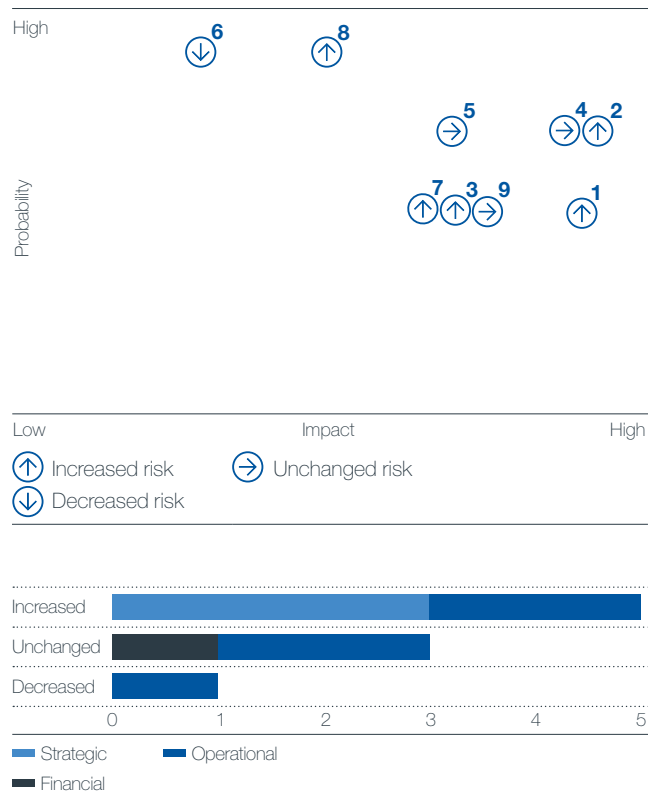 High
6
8
5
4
2
Probability
7
3
9
1
Low Impact High
Increased risk Unchanged risk
Decreased risk
Increased
Unchanged
Decreased
0 1 2 3 4 5
Strategic Operational
Financial